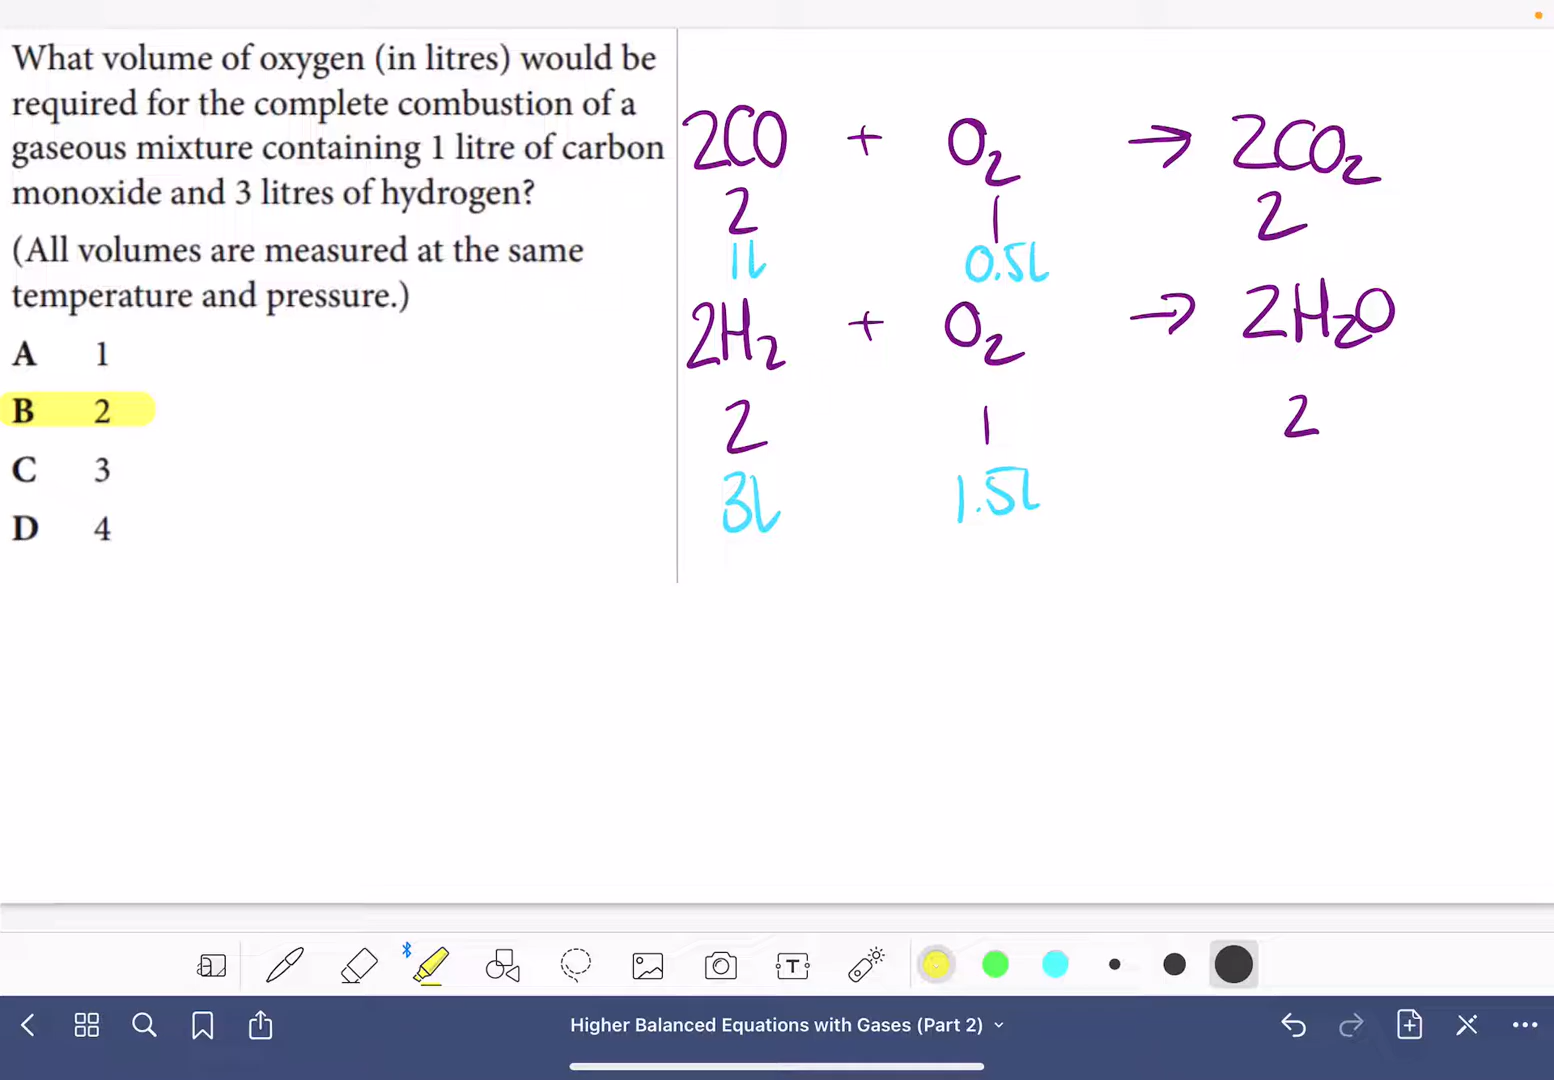 What volume of oxygen (in litres) would be
required for the complete combustion of a
gaseous mixture containing 1 litre of carbon
monoxide and 3 litres of hydrogen?
(All volumes are measured at the same
temperature and pressure.)
A 1
B 2
C 3
D 4
2CO + O₂ → 2CO₂
2 1 2
1L 0.5L
2H₂ + O₂ → 2H₂O
2 1 2
3L 1.5L
a
T
Higher Balanced Equations with Gases (Part 2)